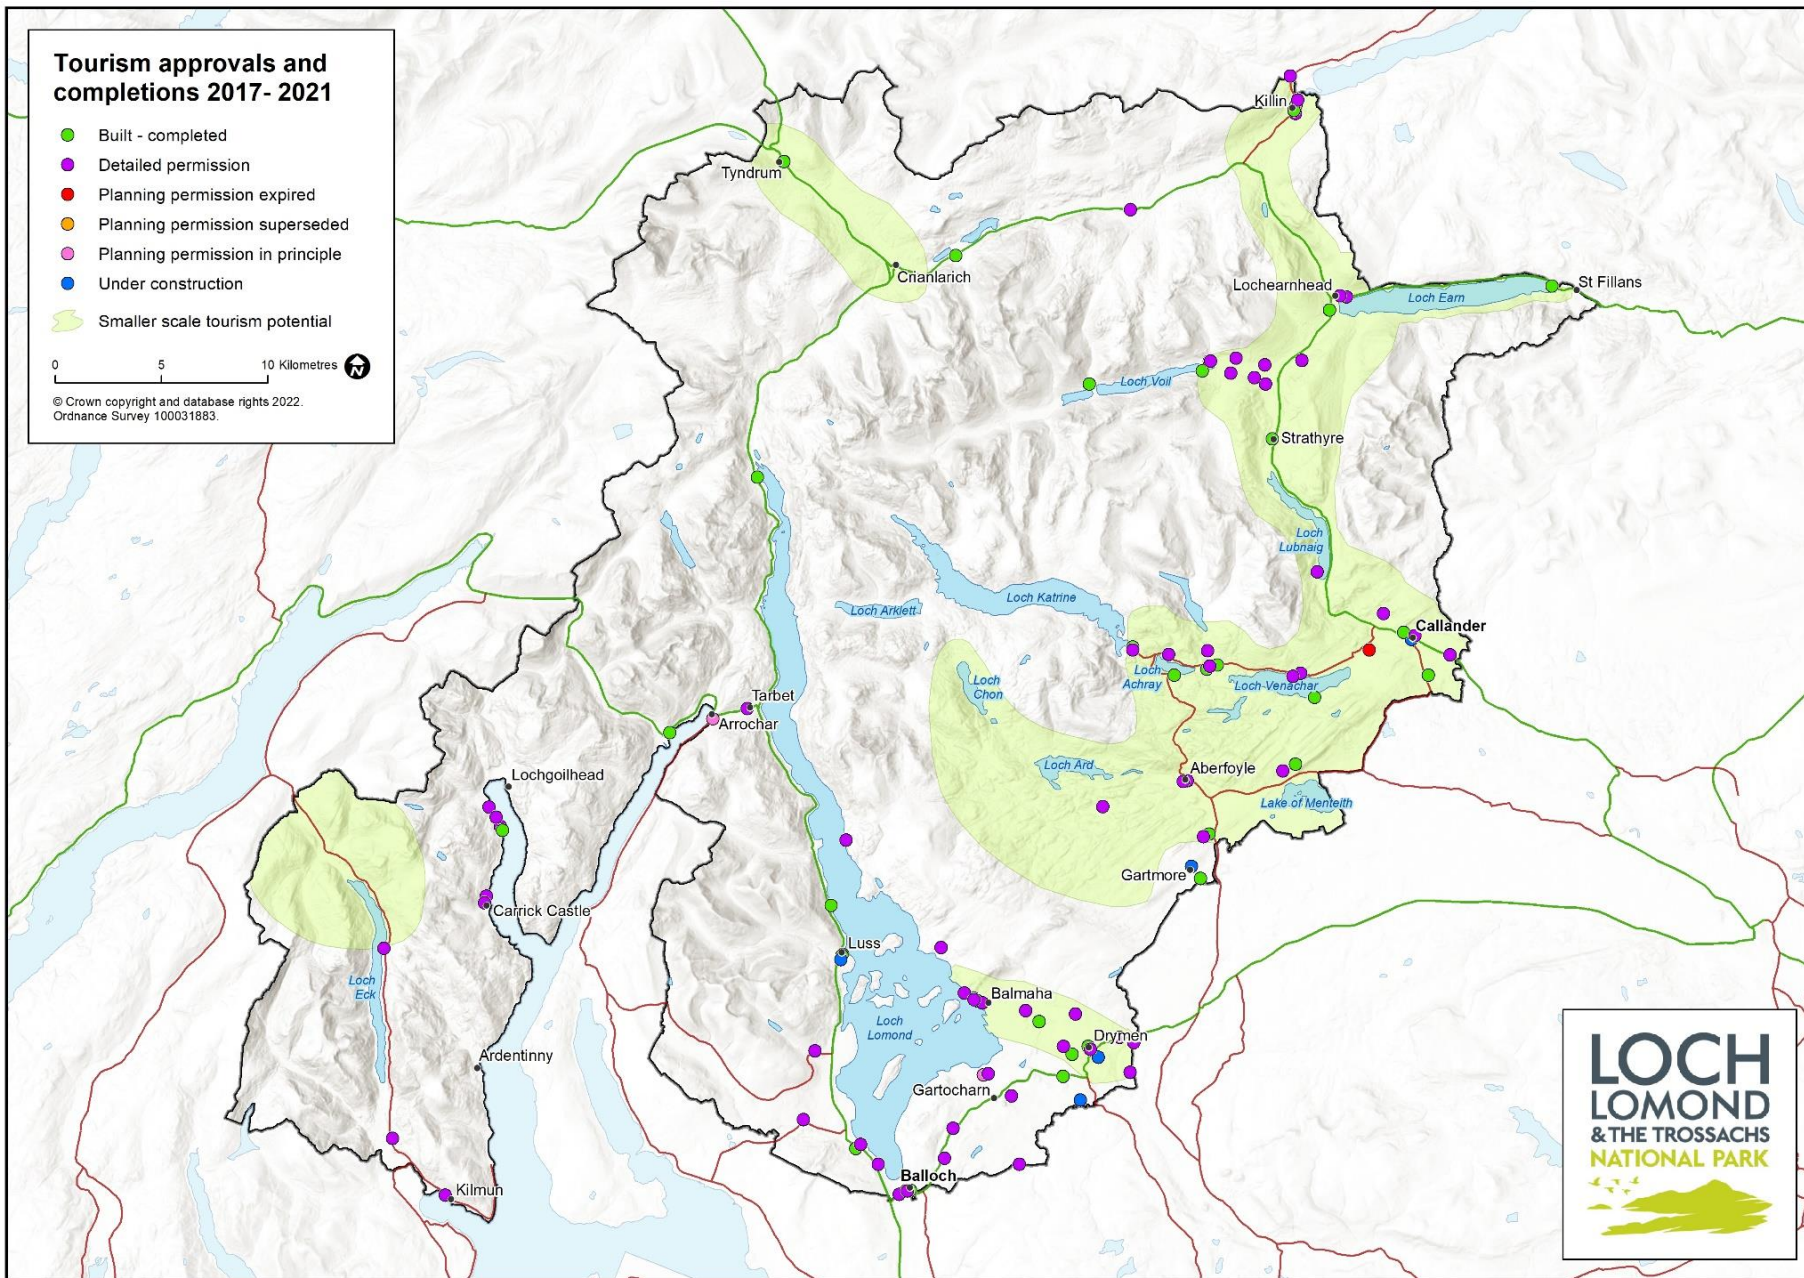 Tourism approvals and
completions 2017- 2021
Built - completed
Detailed permission
Planning permission expired
Planning permission superseded
Planning permission in principle
Under construction
Smaller scale tourism potential
0 5 10 Kilometres
N
© Crown copyright and database rights 2022.
Ordnance Survey 100031883.
Killin
Tyndrum
Crianlarich
Lochearnhead
Loch Earn
St Fillans
Loch Voil
Strathyre
Loch
Lubnaig
Loch Katrine
Loch Arklett
Callander
Loch
Achray
Loch Venachar
Loch
Chon
Tarbet
Arrochar
Loch Ard
Aberfoyle
Lake of Menteith
Lochgoilhead
Gartmore
Carrick Castle
Luss
Loch
Eck
Balmaha
Loch
Lomond
Drymen
Ardentinny
Gartocharn
Balloch
Kilmun
LOCH
LOMOND
& THE TROSSACHS
NATIONAL PARK